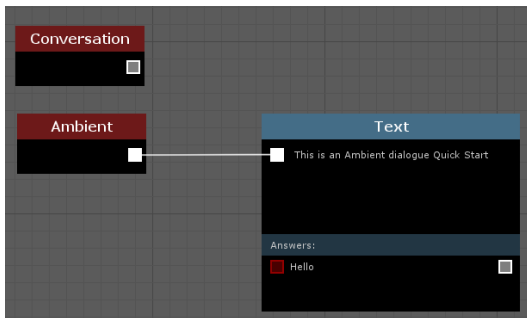 Conversation
Ambient
Text
This is an Ambient dialogue Quick Start
Answers:
Hello